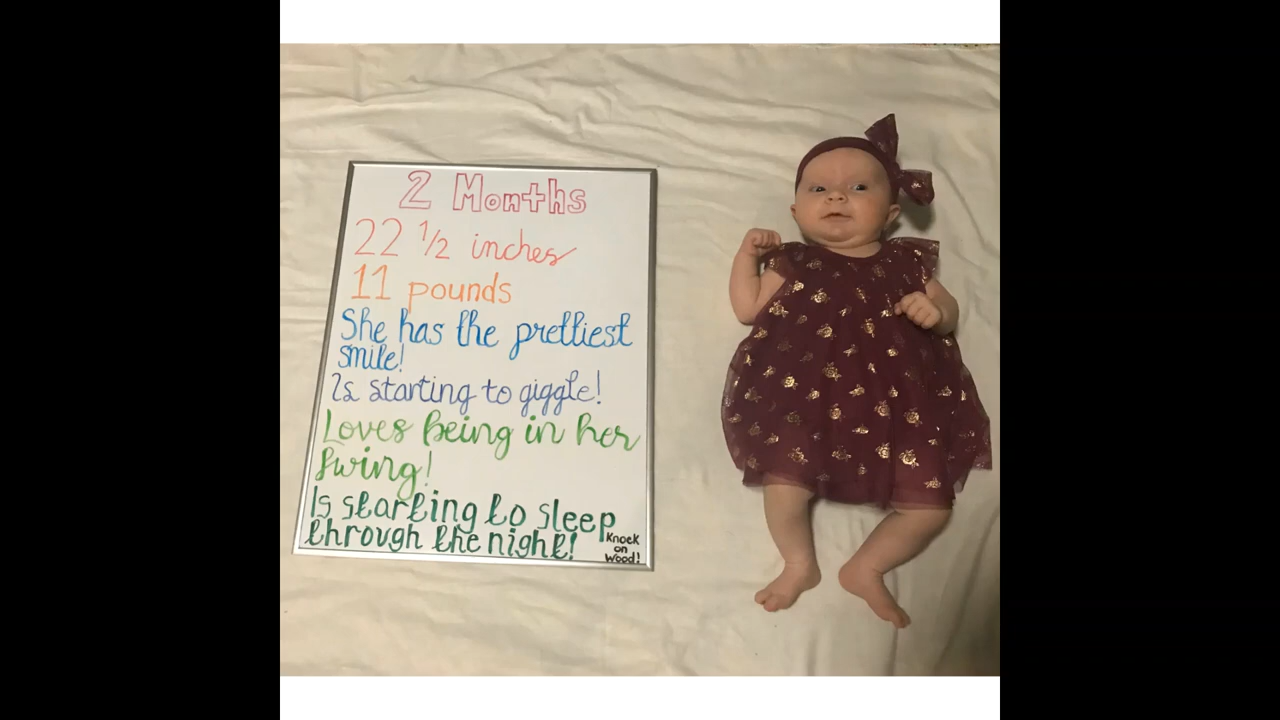 2 Months
22 1/2 inches
11 pounds
She has the prettiest
smile!
Is starting to giggle!
Loves being in her
swing!
Is starting to sleep
through the night!
Knock
on
Wood!